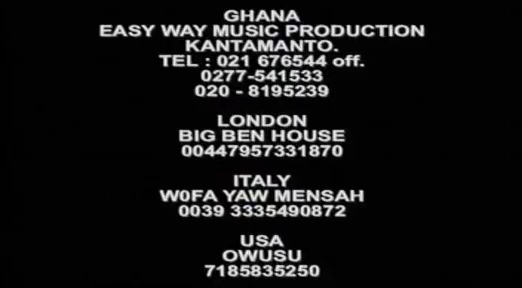 GHANA
EASY WAY MUSIC PRODUCTION
KANTAMANTO.
TEL : 021 676544 off.
0277-541533
020 - 8195239
LONDON
BIG BEN HOUSE
00447957331870
ITALY
W0FA YAW MENSAH
0039 3335490872
USA
OWUSU
7185835250